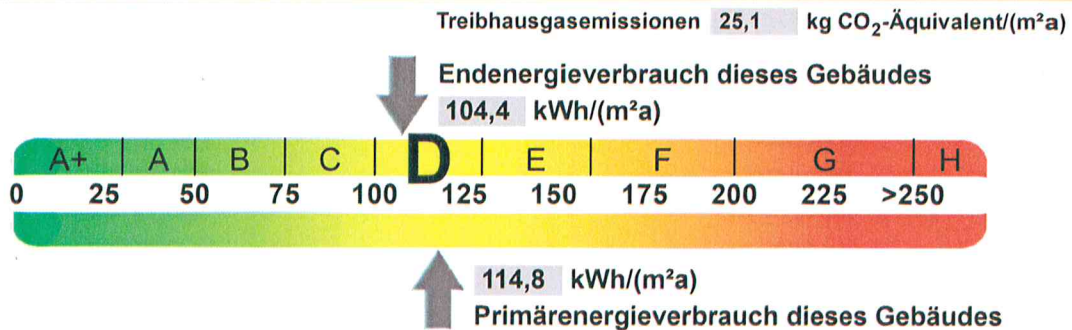 Treibhausgasemissionen 25,1 kg CO₂-Äquivalent/(m²a)
Endenergieverbrauch dieses Gebäudes
104,4 kWh/(m²a)
A+ A B C D E F G H
0 25 50 75 100 125 150 175 200 225 >250
114,8 kWh/(m²a)
Primärenergieverbrauch dieses Gebäudes